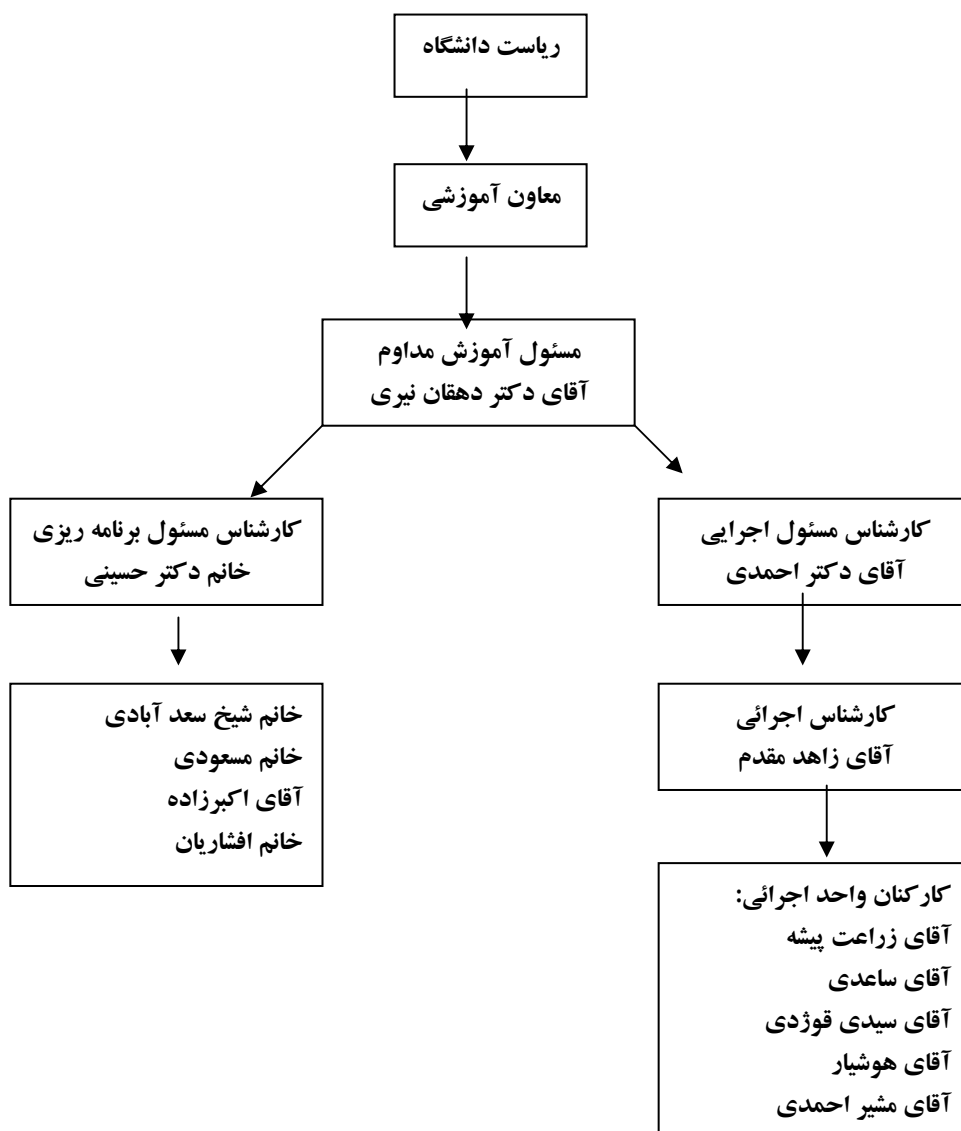 ریاست دانشگاه
معاون آموزشی
مسئول آموزش مداوم
آقای دکتر دهقان نیری
کارشناس مسئول اجرایی
آقای دکتر احمدی
کارشناس مسئول برنامه ریزی
خانم دکتر حسینی
کارشناس اجرائی
آقای زاهد مقدم
خانم شیخ سعد آبادی
خانم مسعودی
آقای اکبرزاده
خانم افشاریان
کارکنان واحد اجرائی:
آقای زراعت پیشه
آقای ساعدی
آقای سیدی قوژدی
آقای هوشیار
آقای مشیر احمدی